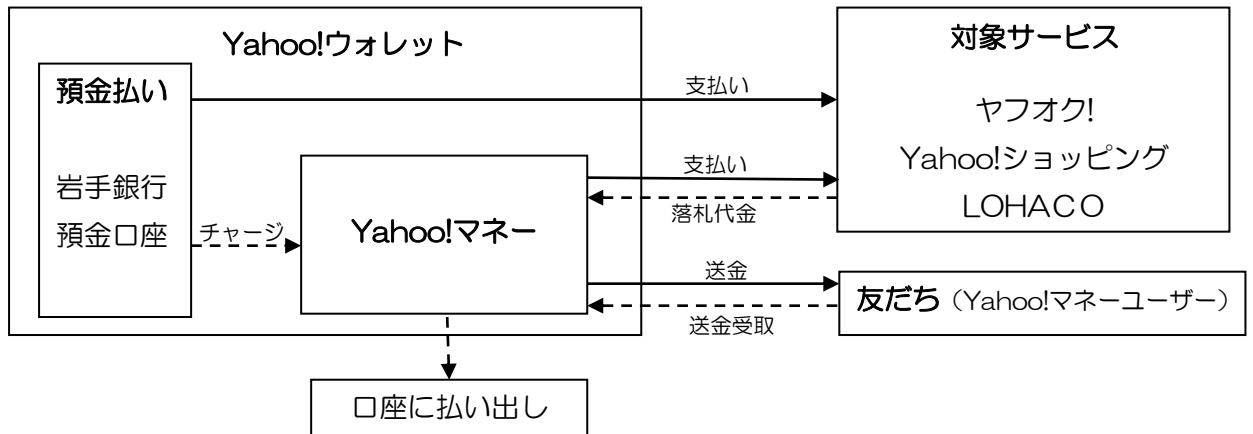 Yahoo!ウォレット
預金払い
岩手銀行
預金口座
チャージ
Yahoo!マネー
支払い
支払い
落札代金
送金
送金受取
対象サービス
ヤフオク!
Yahoo!ショッピング
LOHACO
友だち（Yahoo!マネーユーザー）
口座に払い出し